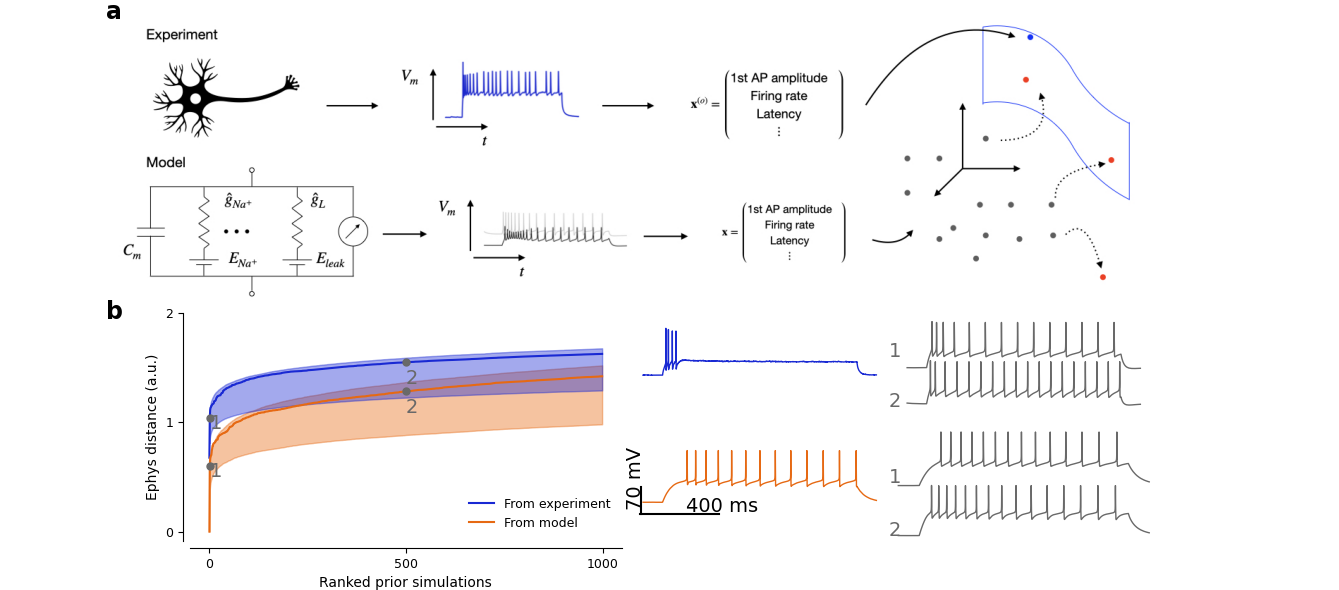 a
Experiment
V_m
t
x^(o) = (1st AP amplitude
Firing rate
Latency
⋮)
Model
ĝ_Na⁺
ĝ_L
•••
C_m
E_Na⁺
E_leak
V_m
t
x = (1st AP amplitude
Firing rate
Latency
⋮)
b
Ephys distance (a.u.)
2
1
0
0
500
1000
Ranked prior simulations
1
2
1
2
From experiment
From model
70 mV
400 ms
1
2
1
2